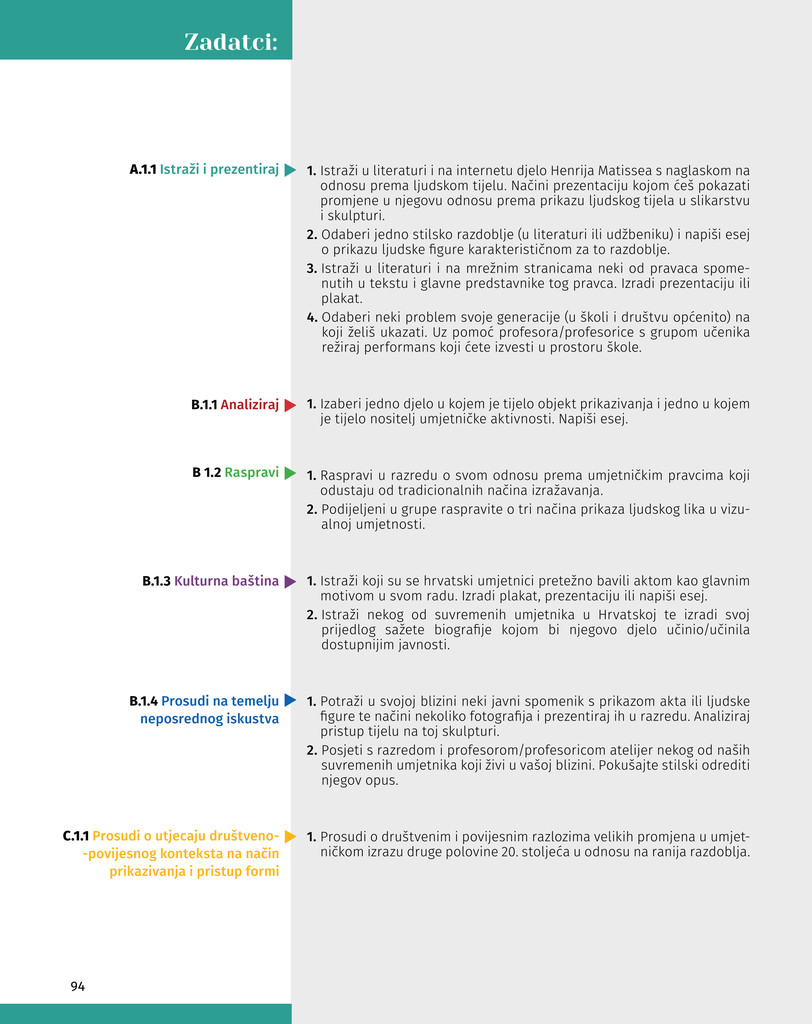 Zadatci:
A.1.1 Istraži i prezentiraj
1. Istraži u literaturi i na internetu djelo Henrija Matissea s naglaskom na
odnosu prema ljudskom tijelu. Načini prezentaciju kojom ćeš pokazati
promjene u njegovu odnosu prema prikazu ljudskog tijela u slikarstvu
i skulpturi.
2. Odaberi jedno stilsko razdoblje (u literaturi ili udžbeniku) i napiši esej
o prikazu ljudske figure karakterističnom za to razdoblje.
3. Istraži u literaturi i na mrežnim stranicama neki od pravaca spome-
nutih u tekstu i glavne predstavnike tog pravca. Izradi prezentaciju ili
plakat.
4. Odaberi neki problem svoje generacije (u školi i društvu općenito) na
koji želiš ukazati. Uz pomoć profesora/profesorice s grupom učenika
režiraj performans koji ćete izvesti u prostoru škole.
B.1.1 Analiziraj
1. Izaberi jedno djelo u kojem je tijelo objekt prikazivanja i jedno u kojem
je tijelo nositelj umjetničke aktivnosti. Napiši esej.
B 1.2 Raspravi
1. Raspravi u razredu o svom odnosu prema umjetničkim pravcima koji
odustaju od tradicionalnih načina izražavanja.
2. Podijeljeni u grupe raspravite o tri načina prikaza ljudskog lika u vizu-
alnoj umjetnosti.
B.1.3 Kulturna baština
1. Istraži koji su se hrvatski umjetnici pretežno bavili aktom kao glavnim
motivom u svom radu. Izradi plakat, prezentaciju ili napiši esej.
2. Istraži nekog od suvremenih umjetnika u Hrvatskoj te izradi svoj
prijedlog sažete biografije kojom bi njegovo djelo učinio/učinila
dostupnijim javnosti.
B.1.4 Prosudi na temelju
neposrednog iskustva
1. Potraži u svojoj blizini neki javni spomenik s prikazom akta ili ljudske
figure te načini nekoliko fotografija i prezentiraj ih u razredu. Analiziraj
pristup tijelu na toj skulpturi.
2. Posjeti s razredom i profesorom/profesoricom atelijer nekog od naših
suvremenih umjetnika koji živi u vašoj blizini. Pokušajte stilski odrediti
njegov opus.
C.1.1 Prosudi o utjecaju društveno-
-povijesnog konteksta na način
prikazivanja i pristup formi
1. Prosudi o društvenim i povijesnim razlozima velikih promjena u umjet-
ničkom izrazu druge polovine 20. stoljeća u odnosu na ranija razdoblja.
94